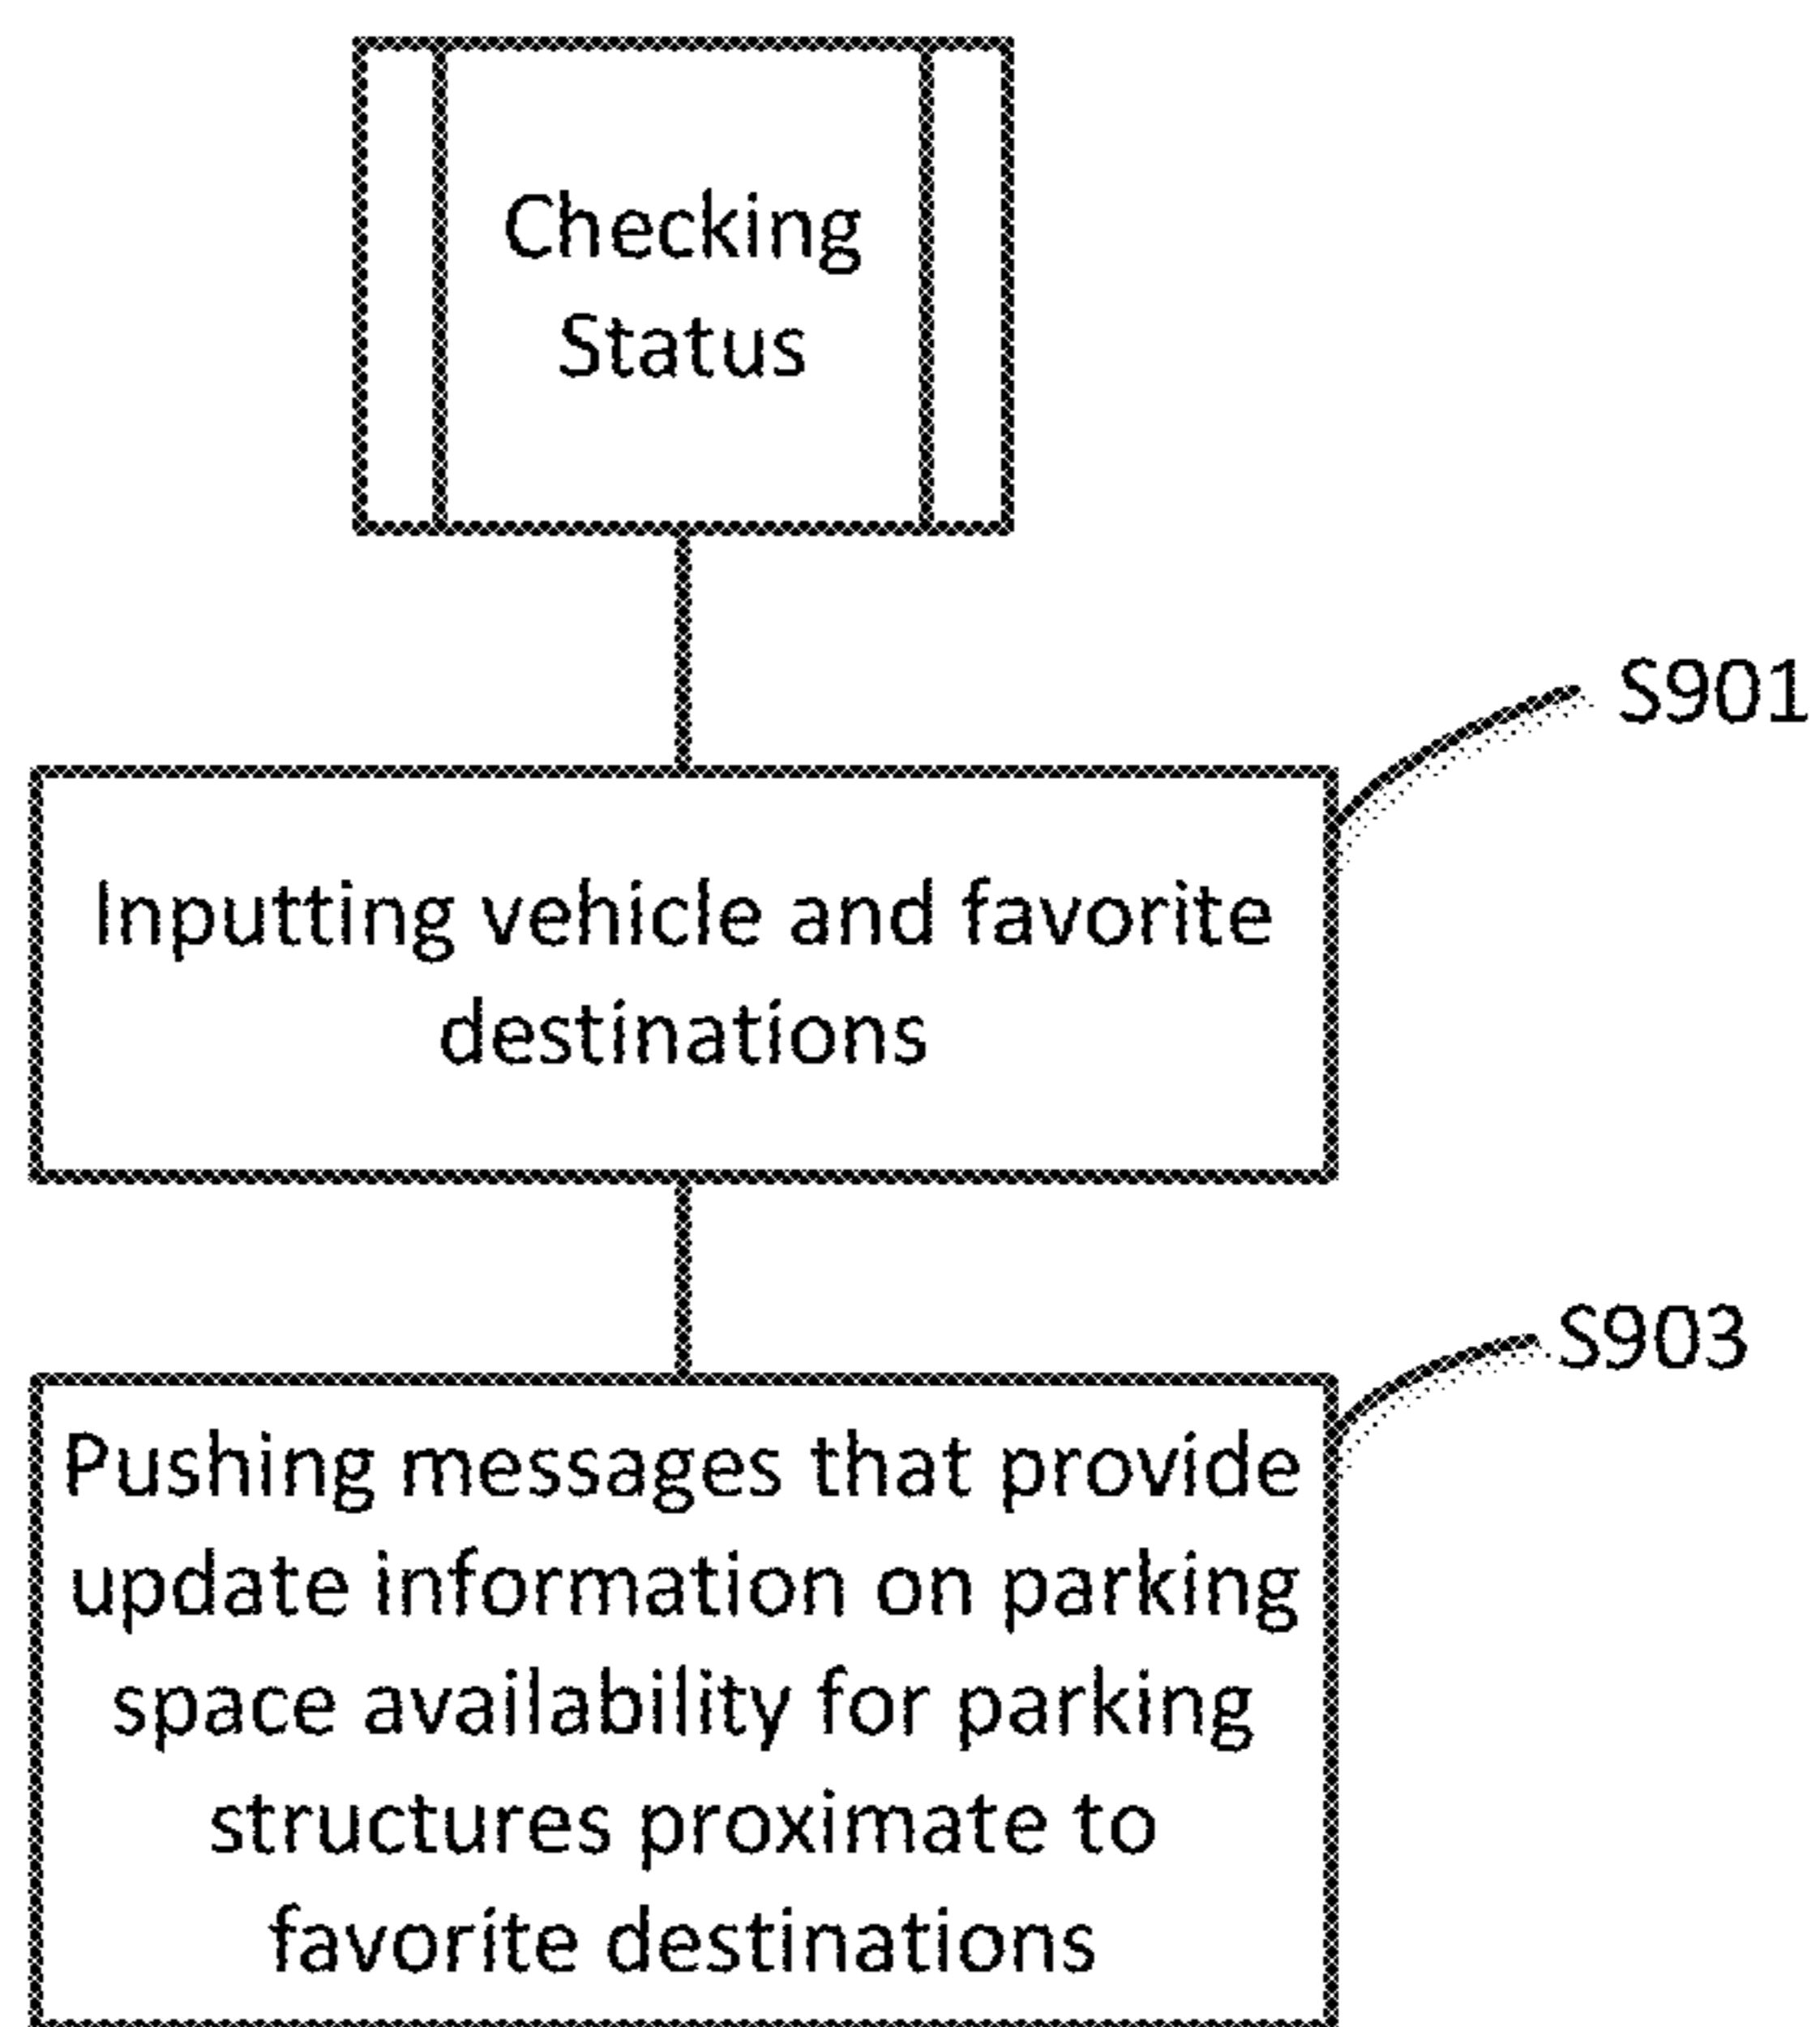 Checking
Status
S901
Inputting vehicle and favorite
destinations
S903
Pushing messages that provide
update information on parking
space availability for parking
structures proximate to
favorite destinations